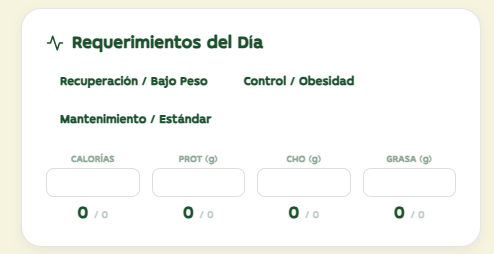 Requerimientos del Día
Recuperación / Bajo Peso Control / Obesidad
Mantenimiento / Estándar
CALORÍAS PROT (g) CHO (g) GRASA (g)
0 / 0 0 / 0 0 / 0 0 / 0